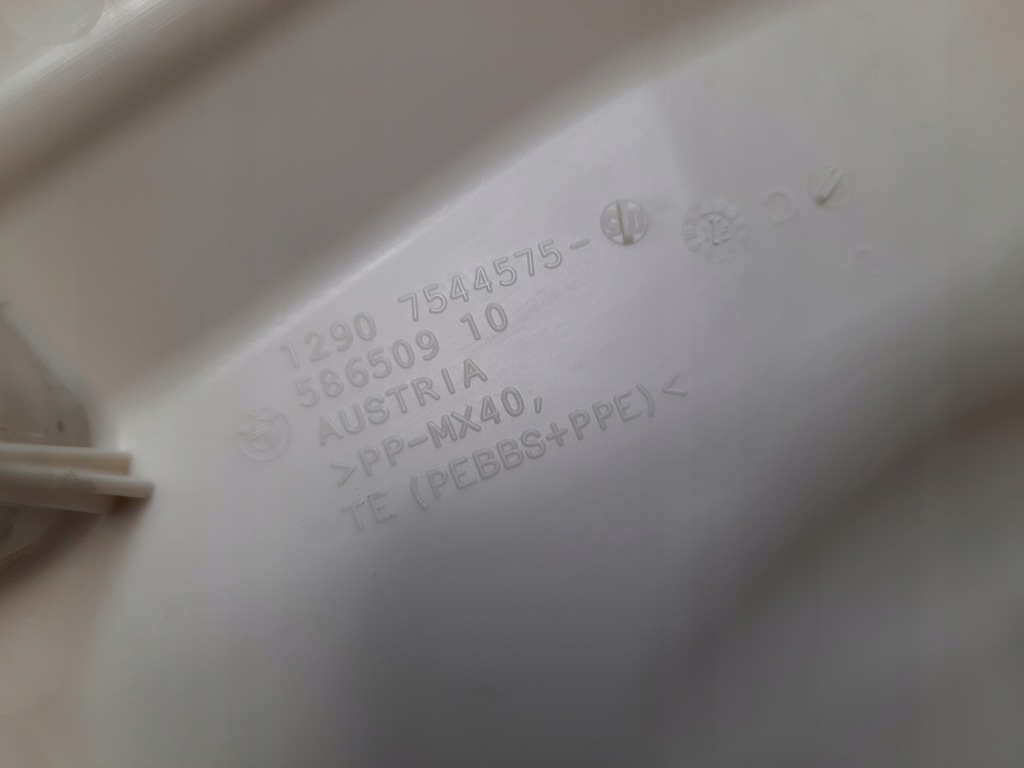 1290 7544575-
586509 10
AUSTRIA
>PP-MX40,
TE (PEBBS+PPE)<